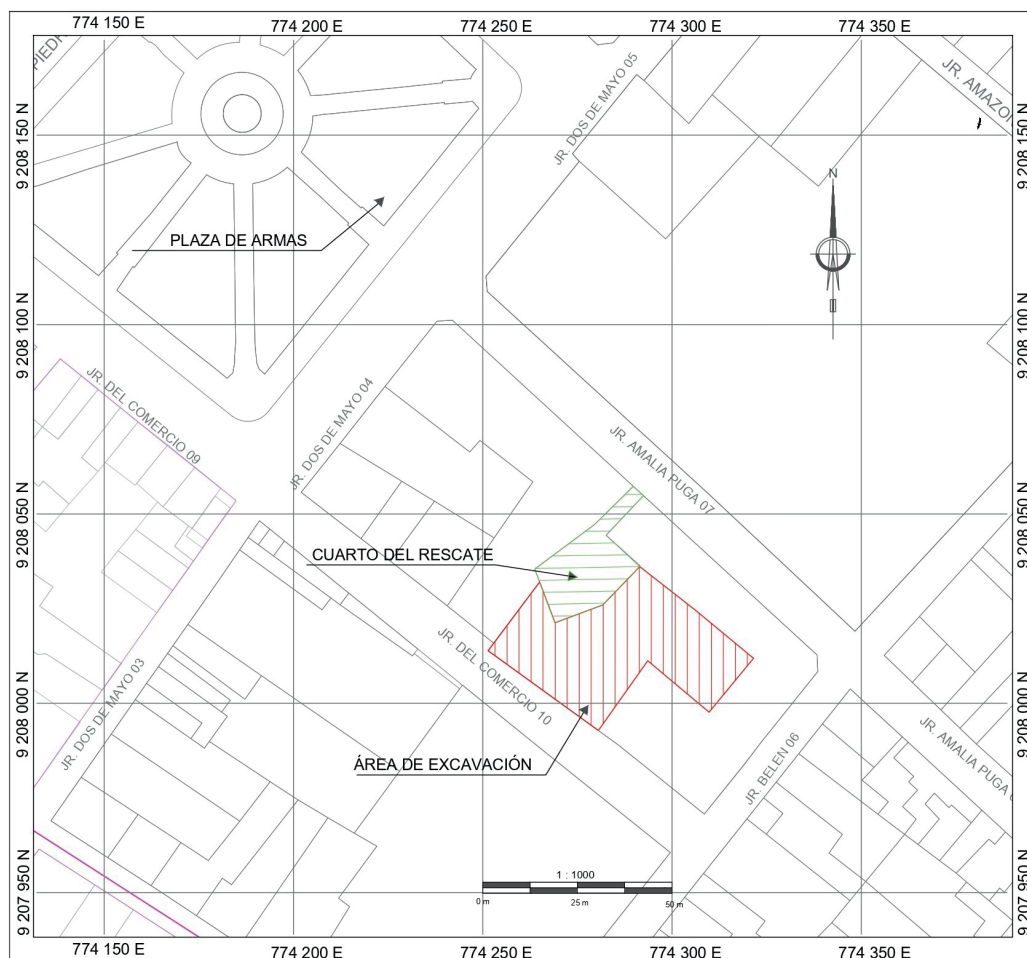 774 150 E
774 200 E
774 250 E
774 300 E
774 350 E
9 208 150 N
9 208 150 N
JR. DOS DE MAYO 05
N
PLAZA DE ARMAS
9 208 100 N
9 208 100 N
JR. DEL COMERCIO 09
JR. DOS DE MAYO 04
JR. AMALIA PUGA 07
9 208 050 N
9 208 050 N
CUARTO DEL RESCATE
JR. DEL COMERCIO 10
JR. DOS DE MAYO 03
9 208 000 N
9 208 000 N
ÁREA DE EXCAVACIÓN
JR. BELEN 06
JR. AMALIA PUGA
1 : 1000
0 m
25 m
50 m
9 207 950 N
9 207 950 N
774 150 E
774 200 E
774 250 E
774 300 E
774 350 E